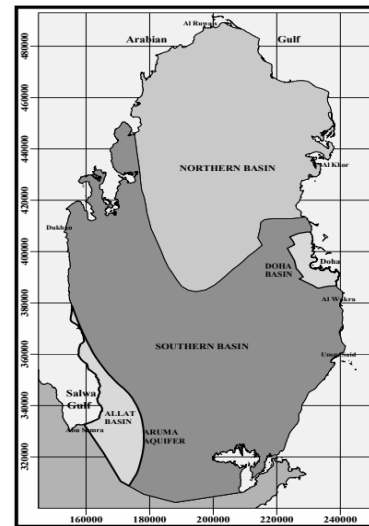 Al Ruwais
Arabian Gulf
480000
460000
440000
420000
400000
380000
360000
340000
320000
NORTHERN BASIN
Al Khor
Dukhan
DOHA
BASIN
Doha
Al Wakra
SOUTHERN BASIN
Umm Said
Salwa
Gulf
ALLAT
BASIN
Abu Samra
ARUMA
AQUIFER
160000 180000 200000 220000 240000